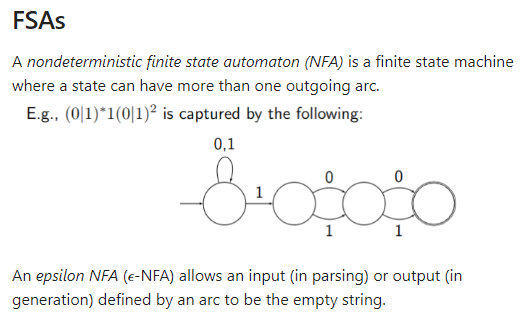 FSAs
A nondeterministic finite state automaton (NFA) is a finite state machine
where a state can have more than one outgoing arc.
E.g., (0|1)*1(0|1)² is captured by the following:
0,1
1
0
0
1
1
An epsilon NFA (ϵ-NFA) allows an input (in parsing) or output (in
generation) defined by an arc to be the empty string.